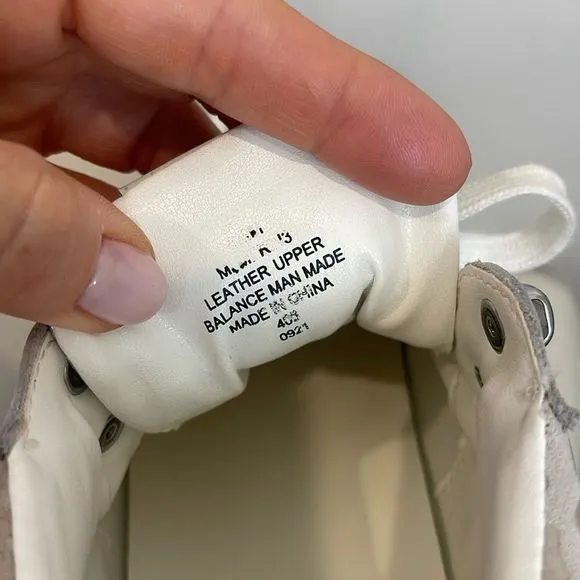 LEATHER UPPER
BALANCE MAN MADE
MADE IN CHINA
0921